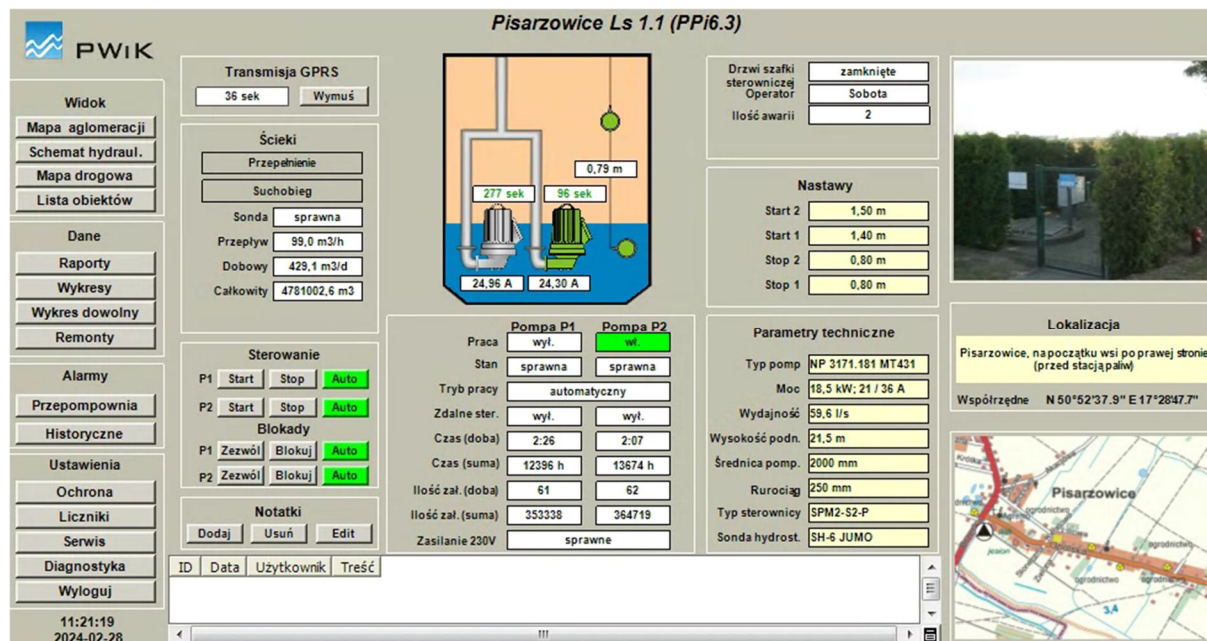 Pisarzowice Ls 1.1 (PPi6.3)
PWiK
Widok
Mapa aglomeracji
Schemat hydraul.
Mapa drogowa
Lista obiektów
Dane
Raporty
Wykresy
Wykres dowolny
Remonty
Alarmy
Przepompownia
Historyczne
Ustawienia
Ochrona
Liczniki
Serwis
Diagnostyka
Wyloguj
11:21:19
2024-02-28
Transmisja GPRS
36 sek Wymuś
Ścieki
Przepełnienie
Suchobieg
Sonda sprawna
Przepływ 99,0 m3/h
Dobowy 429,1 m3/d
Całkowity 4781002,6 m3
Sterowanie
P1 Start Stop Auto
P2 Start Stop Auto
Blokady
P1 Zezwól Blokuj Auto
P2 Zezwól Blokuj Auto
Notatki
Dodaj Usuń Edit
0,79 m
277 sek 96 sek
24,96 A 24,30 A
Pompa P1 Pompa P2
Praca wył. wł.
Stan sprawna sprawna
Tryb pracy automatyczny
Zdalne ster. wył. wył.
Czas (doba) 2:26 2:07
Czas (suma) 12396 h 13674 h
Ilość zał.(doba) 61 62
Ilość zał.(suma) 353338 364719
Zasilanie 230V sprawne
ID Data Użytkownik Treść
Drzwi szafki sterowniczej zamknięte
Operator Sobota
Ilość awarii 2
Nastawy
Start 2 1,50 m
Start 1 1,40 m
Stop 2 0,80 m
Stop 1 0,80 m
Parametry techniczne
Typ pomp NP 3171.181 MT431
Moc 18,5 kW; 21 / 36 A
Wydajność 59,6 l/s
Wysokość podn. 21,5 m
Średnica pomp. 2000 mm
Rurociąg 250 mm
Typ sterownicy SPM2-S2-P
Sonda hydrost. SH-6 JUMO
Lokalizacja
Pisarzowice, na początku wsi po prawej stronie
(przed stacją paliw)
Współrzędne N 50°52'37.9" E 17°28'47.7"
Pisarzowice
ogrodnictwo
ogrodnictwo
ogrodnictwo
ogrodnictwo
jesion
3,4